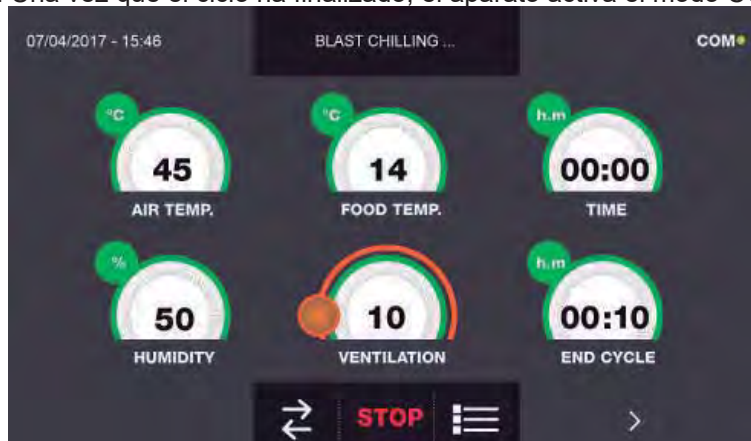 Una vez que el ciclo ha finalizado, el aparato activa el modo
07/04/2017 - 15:46
BLAST CHILLING ...
COM
°C
°C
h.m
45
14
00:00
AIR TEMP.
FOOD TEMP.
TIME
%
h.m
50
10
00:10
HUMIDITY
VENTILATION
END CYCLE
STOP